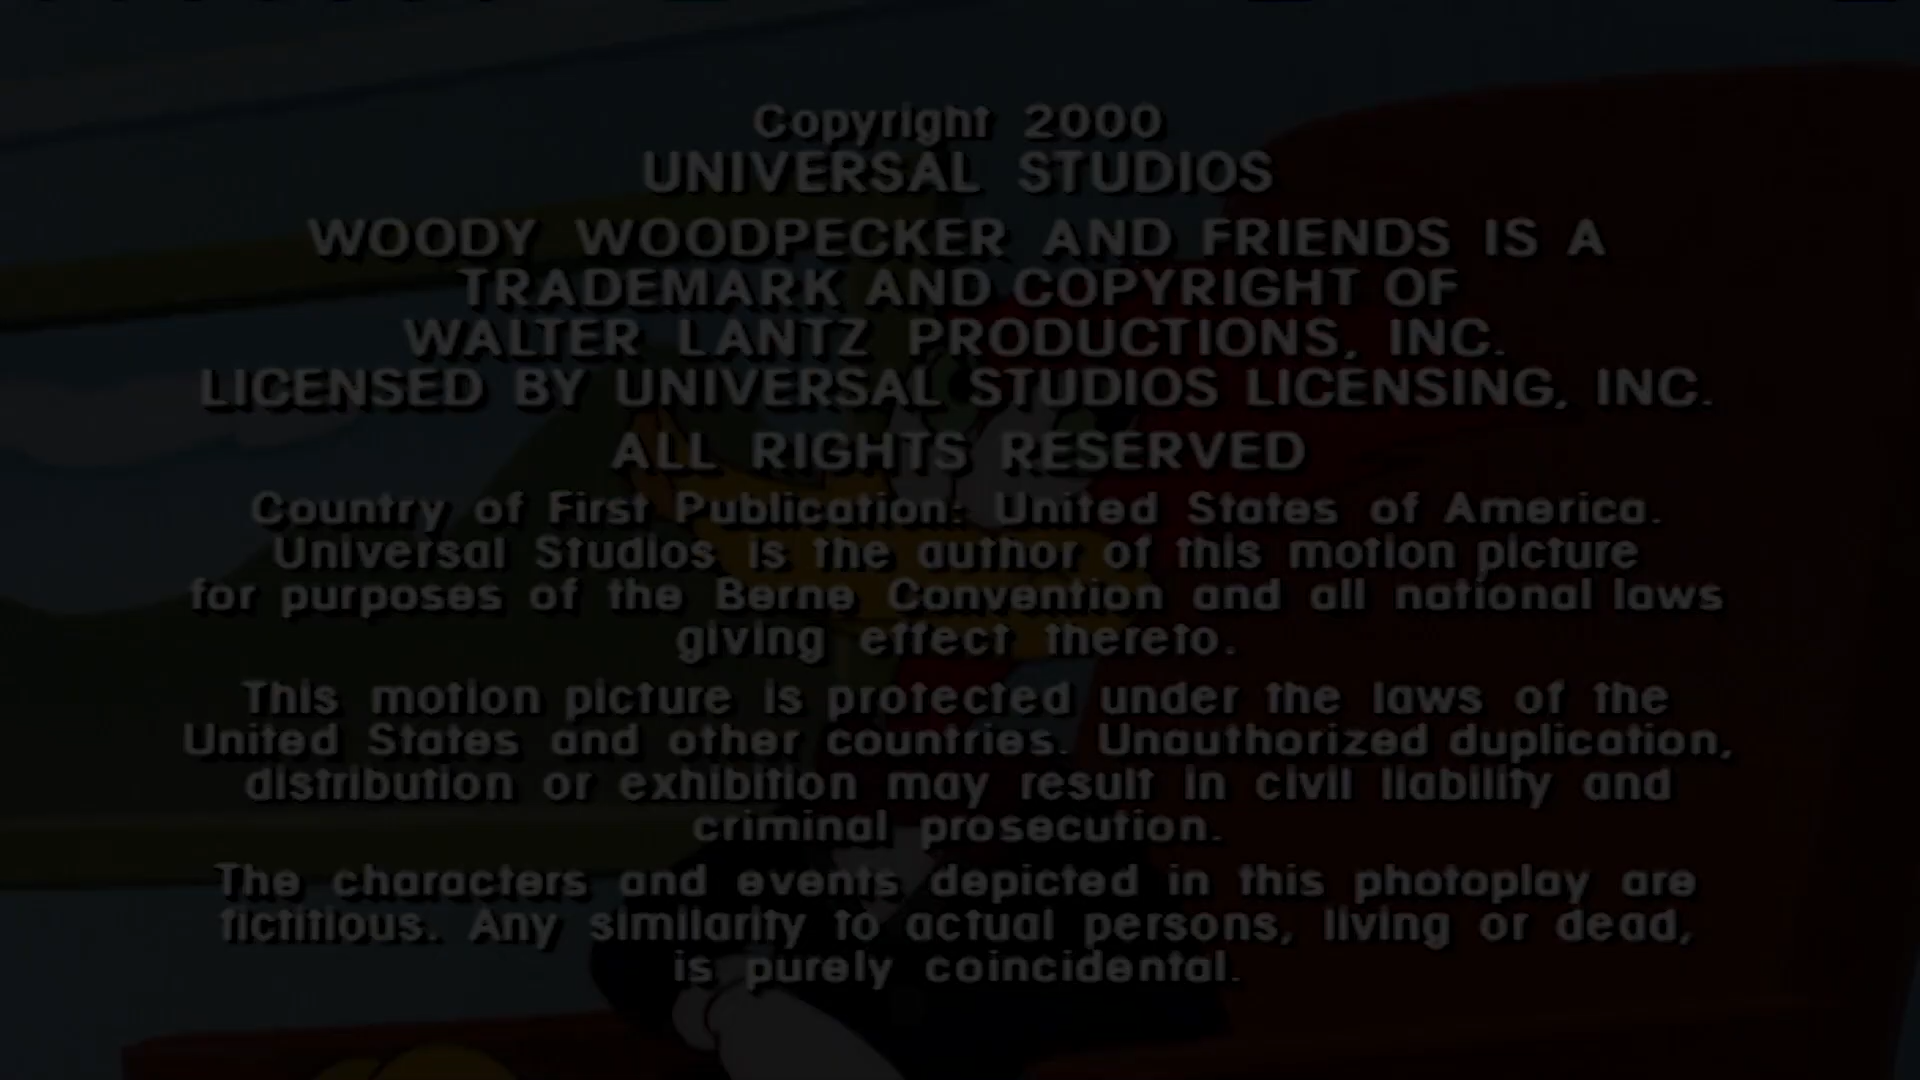 Copyright 2000
UNIVERSAL STUDIOS
WOODY WOODPECKER AND FRIENDS IS A
TRADEMARK AND COPYRIGHT OF
WALTER LANTZ PRODUCTIONS, INC.
LICENSED BY UNIVERSAL STUDIOS LICENSING, INC.
ALL RIGHTS RESERVED
Country of First Publication: United States of America.
Universal Studios is the author of this motion picture
for purposes of the Berne Convention and all national laws
giving effect thereto.
This motion picture is protected under the laws of the
United States and other countries. Unauthorized duplication,
distribution or exhibition may result in civil liability and
criminal prosecution.
The characters and events depicted in this photoplay are
fictitious. Any similarity to actual persons, living or dead,
is purely coincidental.